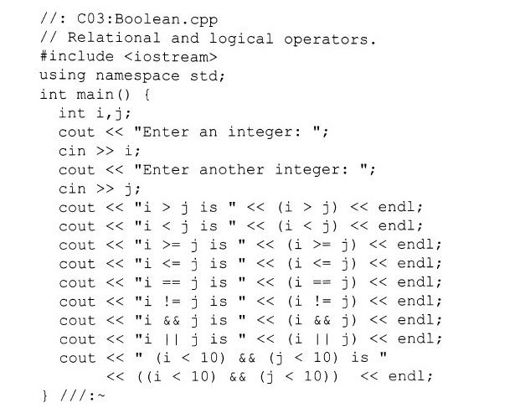 //: C03:Boolean.cpp
// Relational and logical operators.
#include <iostream>
using namespace std;
int main() {
  int i,j;
  cout << "Enter an integer: ";
  cin >> i;
  cout << "Enter another integer: ";
  cin >> j;
  cout << "i > j is " << (i > j) << endl;
  cout << "i < j is " << (i < j) << endl;
  cout << "i >= j is " << (i >= j) << endl;
  cout << "i <= j is " << (i <= j) << endl;
  cout << "i == j is " << (i == j) << endl;
  cout << "i != j is " << (i != j) << endl;
  cout << "i && j is " << (i && j) << endl;
  cout << "i || j is " << (i || j) << endl;
  cout << " (i < 10) && (j < 10) is "
       << ((i < 10) && (j < 10))  << endl;
} ///:~